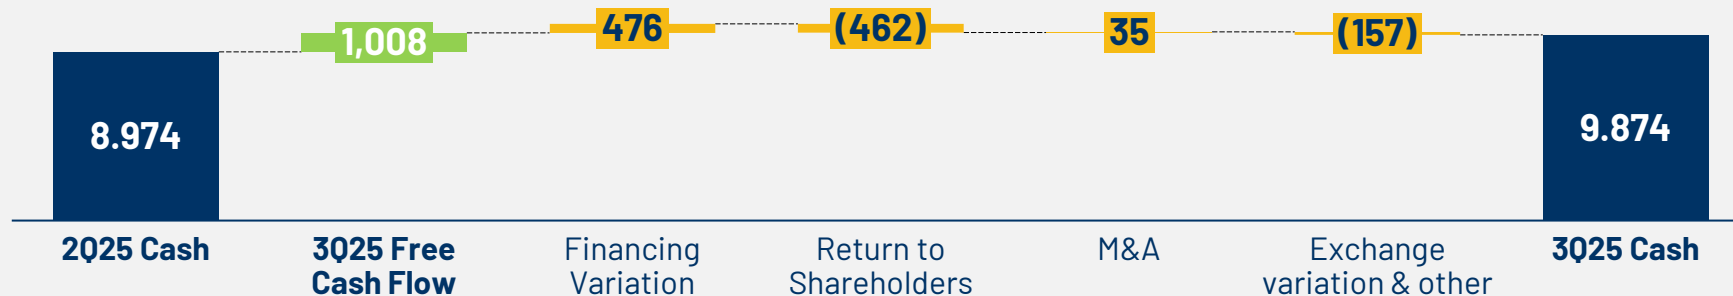 1,008
476
(462)
35
(157)
8.974
9.874
2Q25 Cash
3Q25 Free
Cash Flow
Financing
Variation
Return to
Shareholders
M&A
Exchange
variation & other
3Q25 Cash